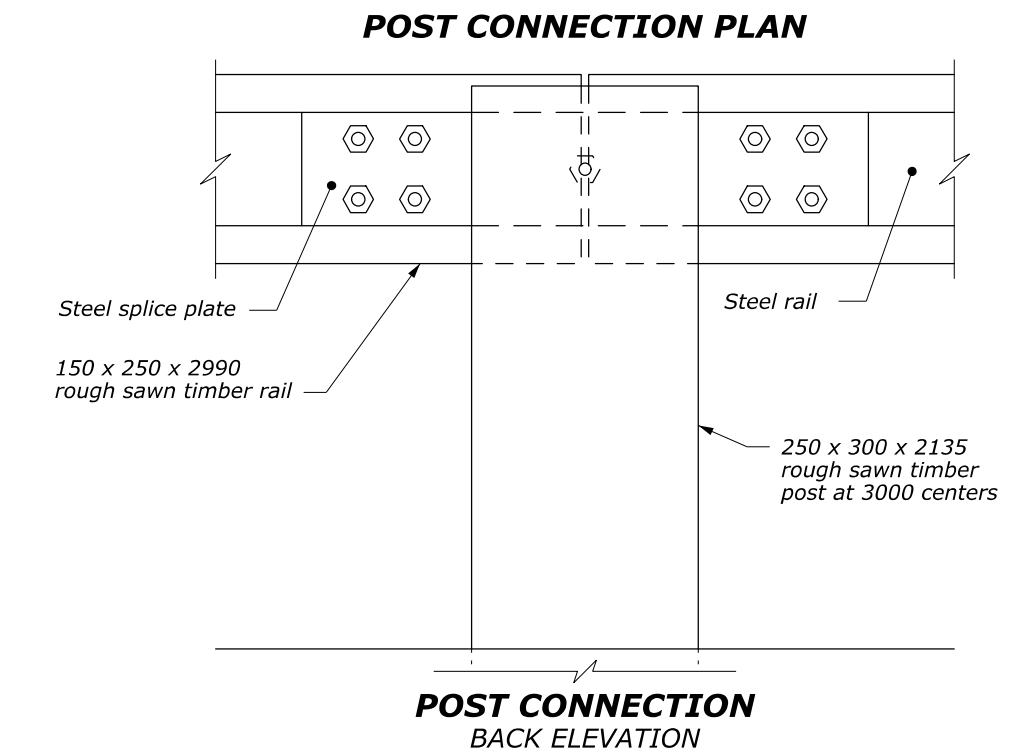 POST CONNECTION PLAN
Steel splice plate
Steel rail
150 x 250 x 2990
rough sawn timber rail
250 x 300 x 2135
rough sawn timber
post at 3000 centers
POST CONNECTION
BACK ELEVATION